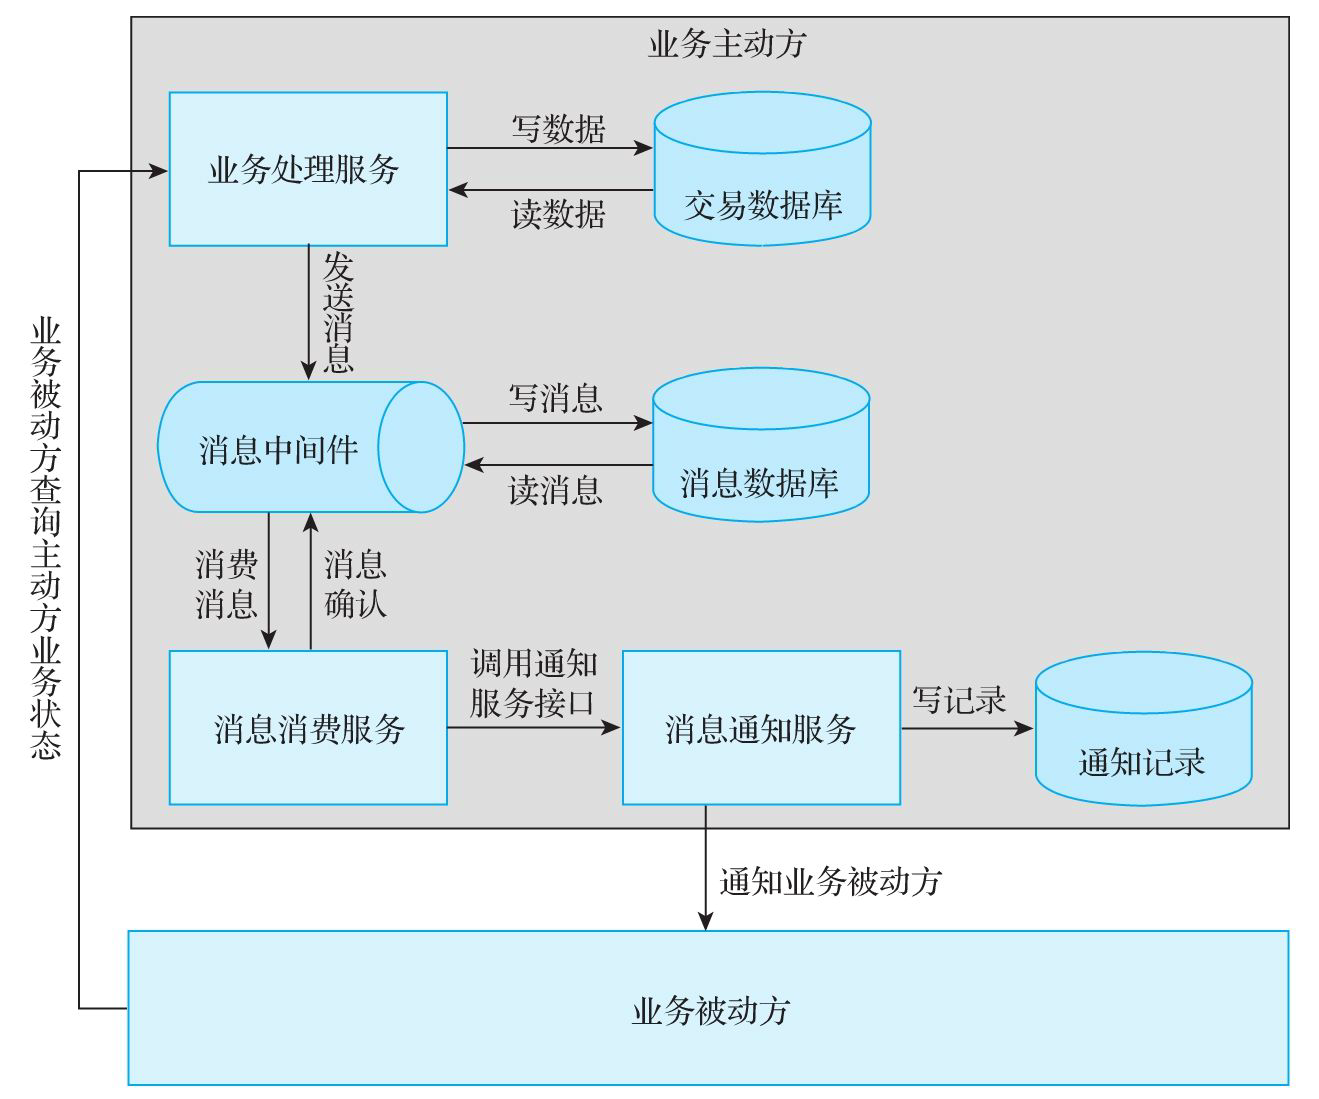 业务主动方
业务处理服务
写数据
读数据
交易数据库
发送消息
消息中间件
写消息
读消息
消息数据库
消费
消息
消息
确认
消息消费服务
调用通知
服务接口
消息通知服务
写记录
通知记录
通知业务被动方
业务被动方
业务被动方查询主动方业务状态